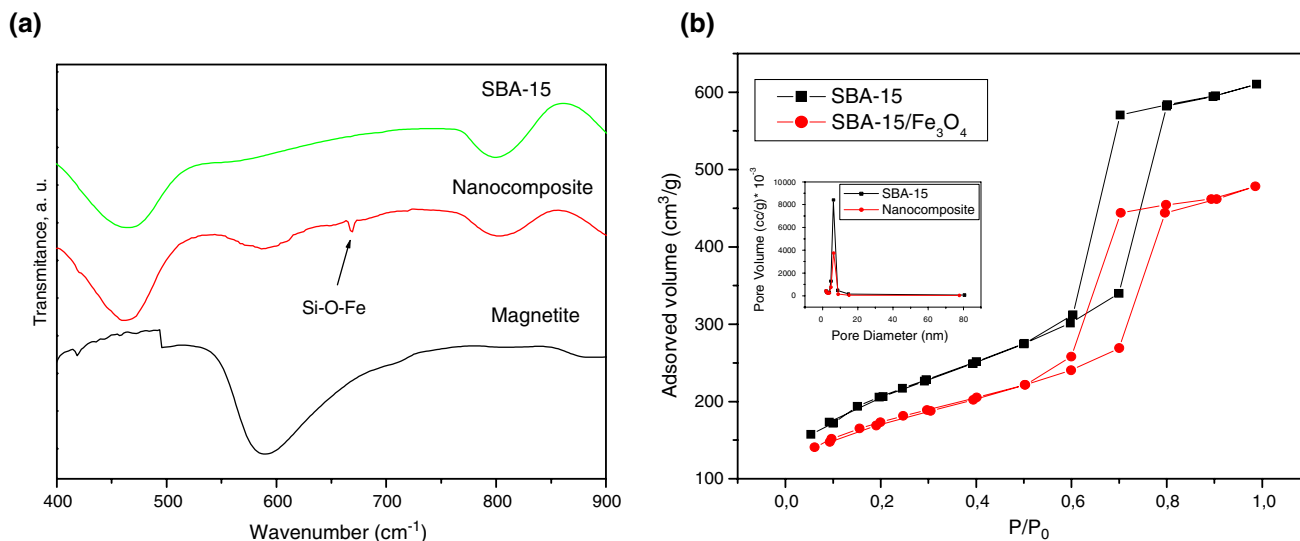 (a)
SBA-15
Nanocomposite
Si-O-Fe
Magnetite
Transmitance, a. u.
400 500 600 700 800 900
Wavenumber (cm⁻¹)
(b)
SBA-15
SBA-15/Fe₃O₄
600
500
400
300
200
100
Adsorved volume (cm³/g)
0,0 0,2 0,4 0,6 0,8 1,0
P/P₀
SBA-15
Nanocomposite
10000
8000
6000
4000
2000
0
Pore Volume (cc/g)* 10⁻³
0 20 40 60 80
Pore Diameter (nm)